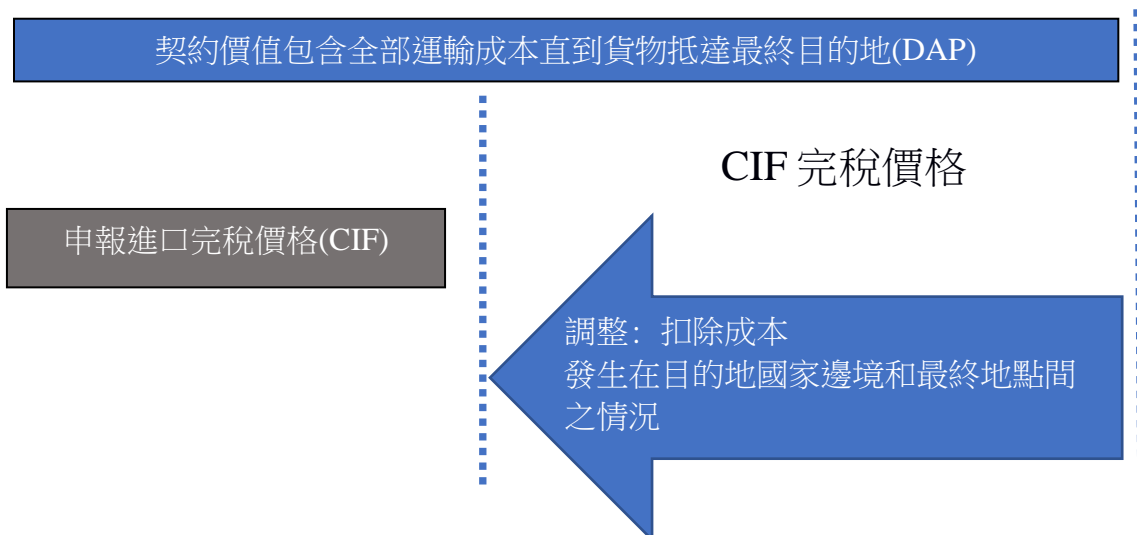 契約價值包含全部運輸成本直到貨物抵達最終目的地(DAP)
CIF 完稅價格
申報進口完稅價格(CIF)
調整: 扣除成本
發生在目的地國家邊境和最終地點間
之情況